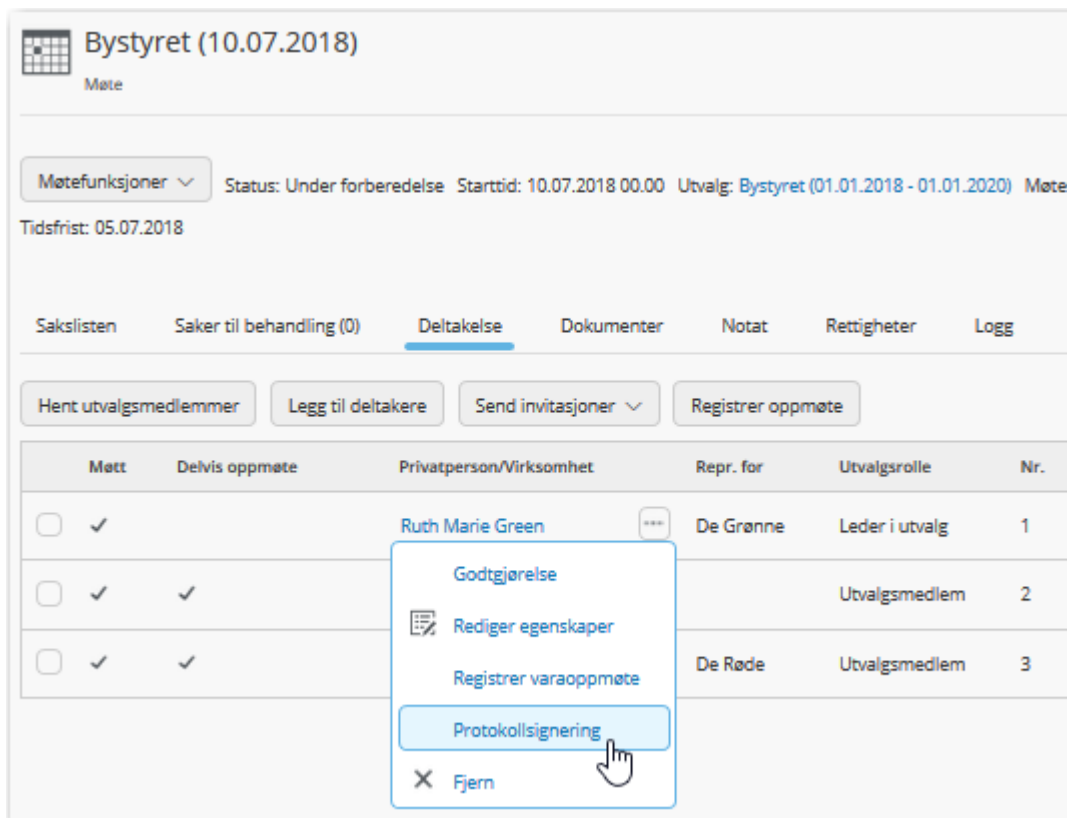 Bystyret (10.07.2018)
Møte
Møtefunksjoner Status: Under forberedelse Starttid: 10.07.2018 00.00 Utvalg: Bystyret (01.01.2018 - 01.01.2020) Møte
Tidsfrist: 05.07.2018
Sakslisten Saker til behandling (0) Deltakelse Dokumenter Notat Rettigheter Logg
Hent utvalgsmedlemmer Legg til deltakere Send invitasjoner Registrer oppmøte
Møtt Delvis oppmøte Privatperson/Virksomhet Repr. for Utvalgsrolle Nr.
Ruth Marie Green De Grønne Leder i utvalg 1
Godtgjørelse
Utvalgsmedlem 2
Rediger egenskaper
De Røde Utvalgsmedlem 3
Registrer varaoppmøte
Protokollsignering
Fjern